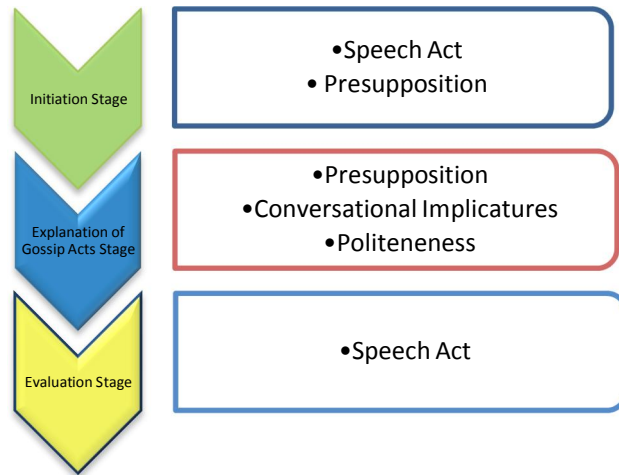 Initiation Stage
•Speech Act
• Presupposition
Explanation of
Gossip Acts Stage
•Presupposition
•Conversational Implicatures
•Politeneness
Evaluation Stage
•Speech Act